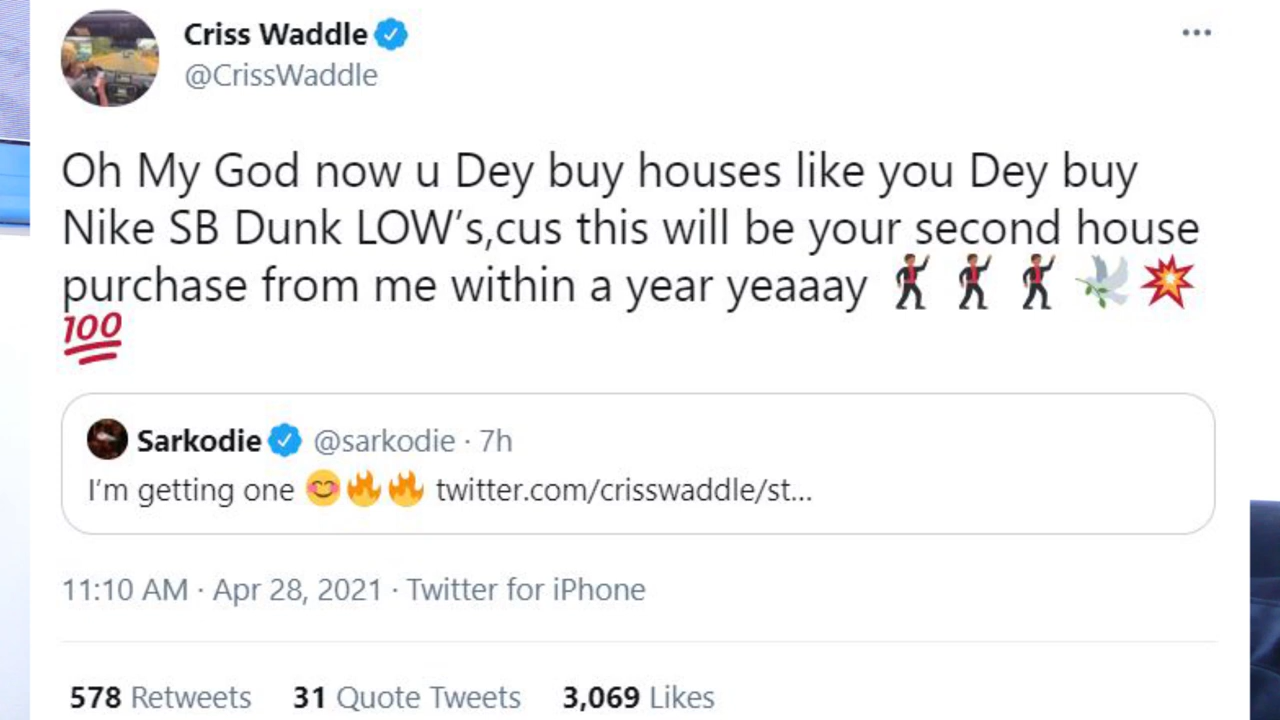 Criss Waddle
@CrissWaddle
Oh My God now u Dey buy houses like you Dey buy
Nike SB Dunk LOW’s,cus this will be your second house
purchase from me within a year yeaaay 🕺🏾🕺🏾🕺🏾🕊💥
💯
Sarkodie @sarkodie · 7h
I’m getting one 😊🔥🔥 twitter.com/crisswaddle/st...
11:10 AM · Apr 28, 2021 · Twitter for iPhone
578 Retweets 31 Quote Tweets 3,069 Likes